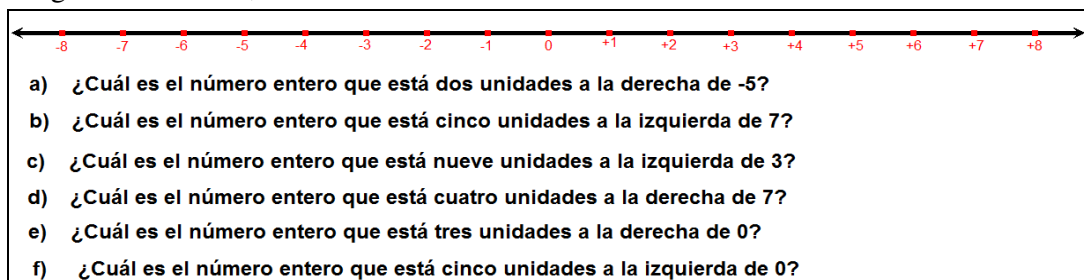 -8 -7 -6 -5 -4 -3 -2 -1 0 +1 +2 +3 +4 +5 +6 +7 +8
a) ¿Cuál es el número entero que está dos unidades a la derecha de -5?
b) ¿Cuál es el número entero que está cinco unidades a la izquierda de 7?
c) ¿Cuál es el número entero que está nueve unidades a la izquierda de 3?
d) ¿Cuál es el número entero que está cuatro unidades a la derecha de 7?
e) ¿Cuál es el número entero que está tres unidades a la derecha de 0?
f) ¿Cuál es el número entero que está cinco unidades a la izquierda de 0?